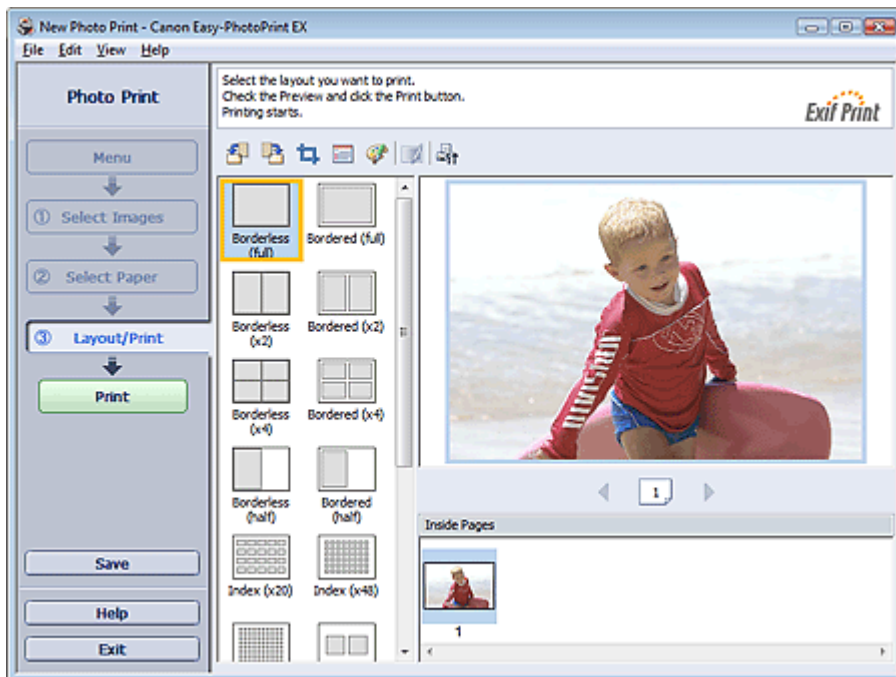 New Photo Print - Canon Easy-PhotoPrint EX
File Edit View Help
Photo Print
Select the layout you want to print.
Check the Preview and click the Print button.
Printing starts.
Exif Print
Menu
① Select Images
② Select Paper
③ Layout/Print
Print
Save
Help
Exit
Borderless (full)
Bordered (full)
Borderless (x2)
Bordered (x2)
Borderless (x4)
Bordered (x4)
Borderless (half)
Bordered (half)
Index (x20)
Index (x48)
1
Inside Pages
1